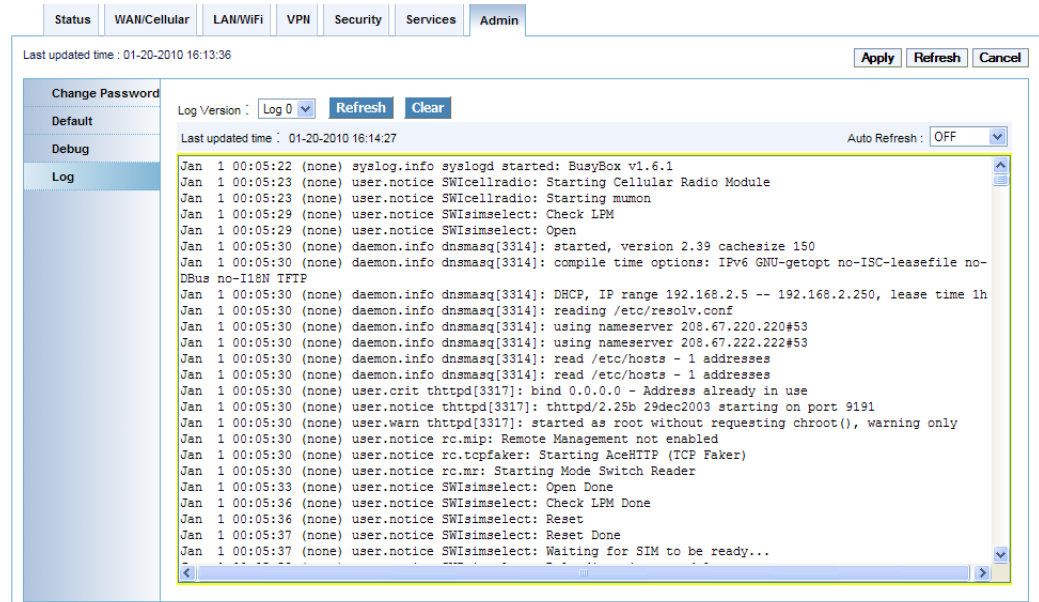 Status WAN/Cellular LAN/WiFi VPN Security Services Admin
Last updated time : 01-20-2010 16:13:36
Apply Refresh Cancel
Change Password
Default
Debug
Log
Log Version : Log 0 Refresh Clear
Last updated time : 01-20-2010 16:14:27 Auto Refresh : OFF
Jan  1 00:05:22 (none) syslog.info syslogd started: BusyBox v1.6.1
Jan  1 00:05:23 (none) user.notice SWIcellradio: Starting Cellular Radio Module
Jan  1 00:05:23 (none) user.notice SWIcellradio: Starting mumon
Jan  1 00:05:29 (none) user.notice SWIsimselect: Check LPM
Jan  1 00:05:29 (none) user.notice SWIsimselect: Open
Jan  1 00:05:30 (none) daemon.info dnsmasq[3314]: started, version 2.39 cachesize 150
Jan  1 00:05:30 (none) daemon.info dnsmasq[3314]: compile time options: IPv6 GNU-getopt no-ISC-leasefile no-
DBus no-I18N TFTP
Jan  1 00:05:30 (none) daemon.info dnsmasq[3314]: DHCP, IP range 192.168.2.5 -- 192.168.2.250, lease time 1h
Jan  1 00:05:30 (none) daemon.info dnsmasq[3314]: reading /etc/resolv.conf
Jan  1 00:05:30 (none) daemon.info dnsmasq[3314]: using nameserver 208.67.220.220#53
Jan  1 00:05:30 (none) daemon.info dnsmasq[3314]: using nameserver 208.67.222.222#53
Jan  1 00:05:30 (none) daemon.info dnsmasq[3314]: read /etc/hosts - 1 addresses
Jan  1 00:05:30 (none) daemon.info dnsmasq[3314]: read /etc/hosts - 1 addresses
Jan  1 00:05:30 (none) user.crit thttpd[3317]: bind 0.0.0.0 - Address already in use
Jan  1 00:05:30 (none) user.notice thttpd[3317]: thttpd/2.25b 29dec2003 starting on port 9191
Jan  1 00:05:30 (none) user.warn thttpd[3317]: started as root without requesting chroot(), warning only
Jan  1 00:05:30 (none) user.notice rc.mip: Remote Management not enabled
Jan  1 00:05:30 (none) user.notice rc.tcpfaker: Starting AceHTTP (TCP Faker)
Jan  1 00:05:30 (none) user.notice rc.mr: Starting Mode Switch Reader
Jan  1 00:05:33 (none) user.notice SWIsimselect: Open Done
Jan  1 00:05:36 (none) user.notice SWIsimselect: Check LPM Done
Jan  1 00:05:36 (none) user.notice SWIsimselect: Reset
Jan  1 00:05:37 (none) user.notice SWIsimselect: Reset Done
Jan  1 00:05:37 (none) user.notice SWIsimselect: Waiting for SIM to be ready...